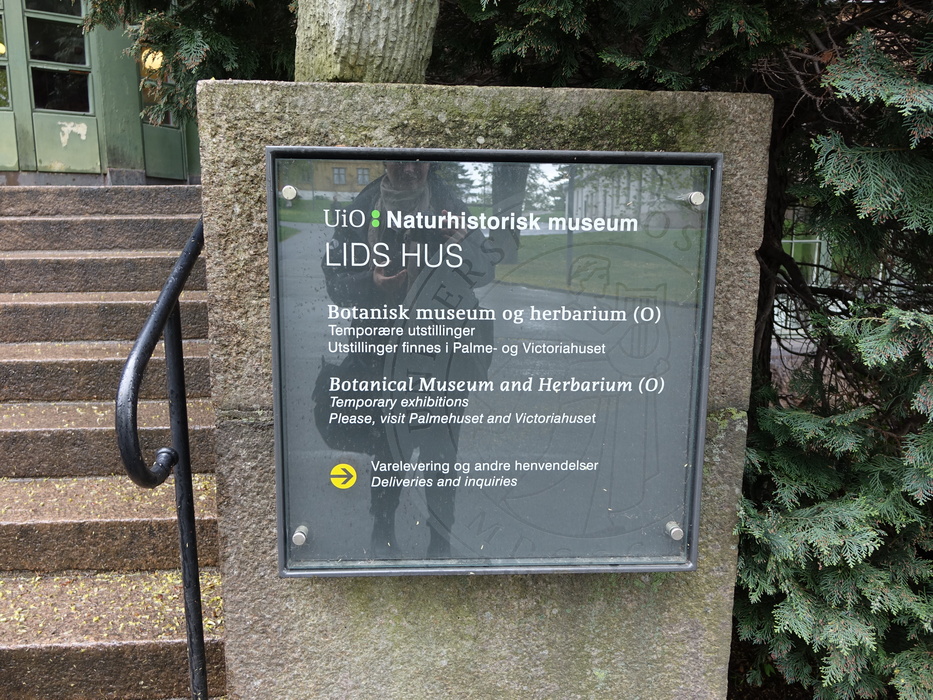 UiO : Naturhistorisk museum
LIDS HUS
Botanisk museum og herbarium (O)
Temporære utstillinger
Utstillinger finnes i Palme- og Victoriahuset
Botanical Museum and Herbarium (O)
Temporary exhibitions
Please, visit Palmehuset and Victoriahuset
Varelevering og andre henvendelser
Deliveries and inquiries